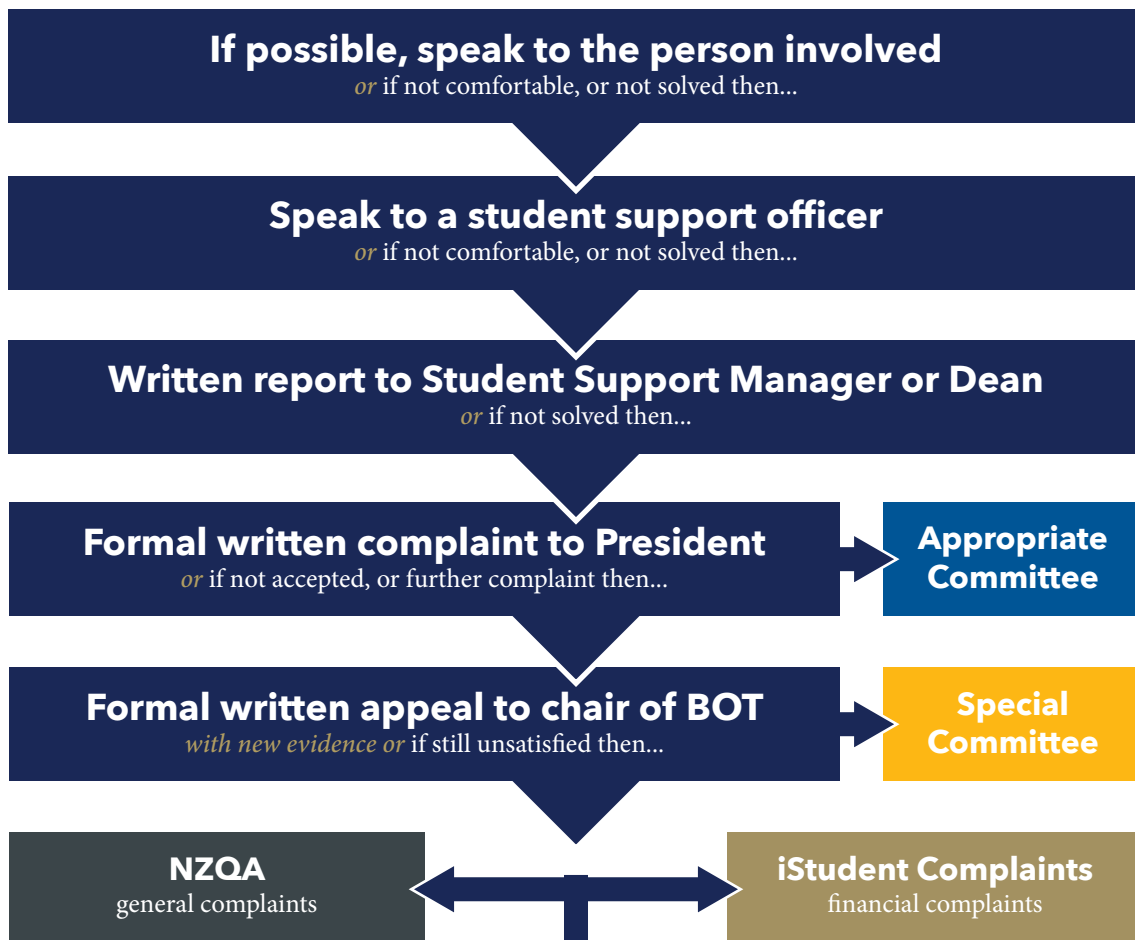 If possible, speak to the person involved
or if not comfortable, or not solved then...
Speak to a student support officer
or if not comfortable, or not solved then...
Written report to Student Support Manager or Dean
or if not solved then...
Formal written complaint to President
or if not accepted, or further complaint then...
Appropriate
Committee
Formal written appeal to chair of BOT
with new evidence or if still unsatisfied then...
Special
Committee
NZQA
general complaints
iStudent Complaints
financial complaints